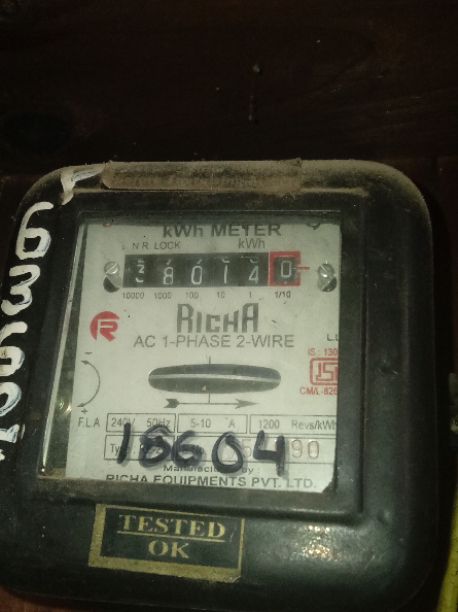 kWh METER
N R. LOCK kWh
38014 0
10000 1000 100 10 1 1/10
RICHA
R
AC 1-PHASE 2-WIRE
F.L.A 240V 50Hz 5-10 A 1200 Revs/kWh
18604
90
Manufactured by
RICHA EQUIPMENTS PVT. LTD.
TESTED
OK